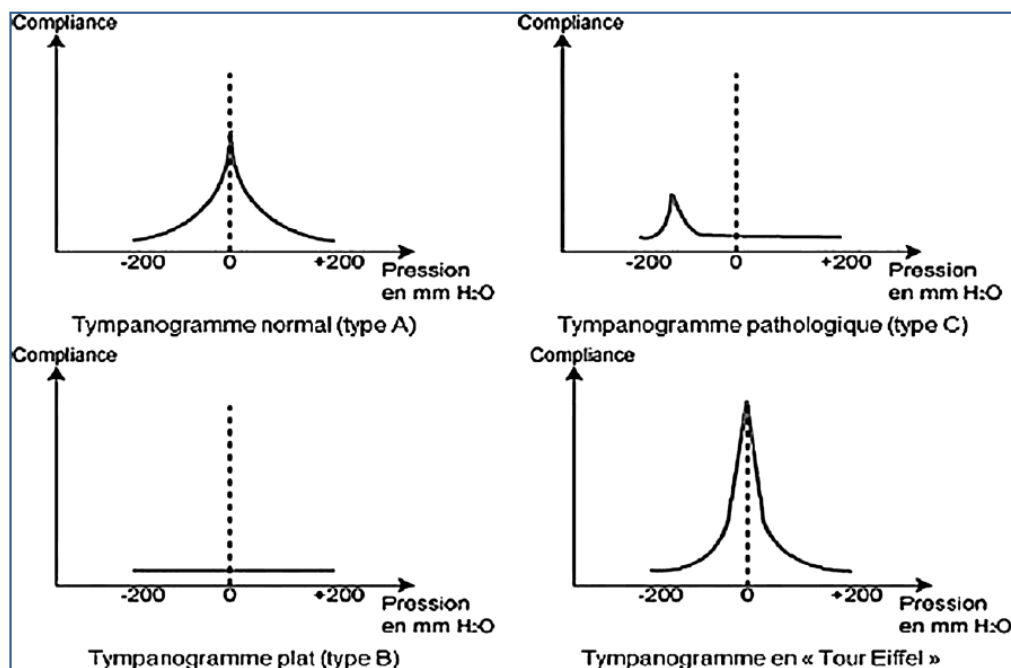 Compliance
-200 0 +200 Pression
en mm H₂O
Tympanogramme normal (type A)
Compliance
-200 0 +200 Pression
en mm H₂O
Tympanogramme pathologique (type C)
Compliance
-200 0 +200 Pression
en mm H₂O
Tympanogramme plat (type B)
Compliance
-200 0 +200 Pression
en mm H₂O
Tympanogramme en « Tour Eiffel »